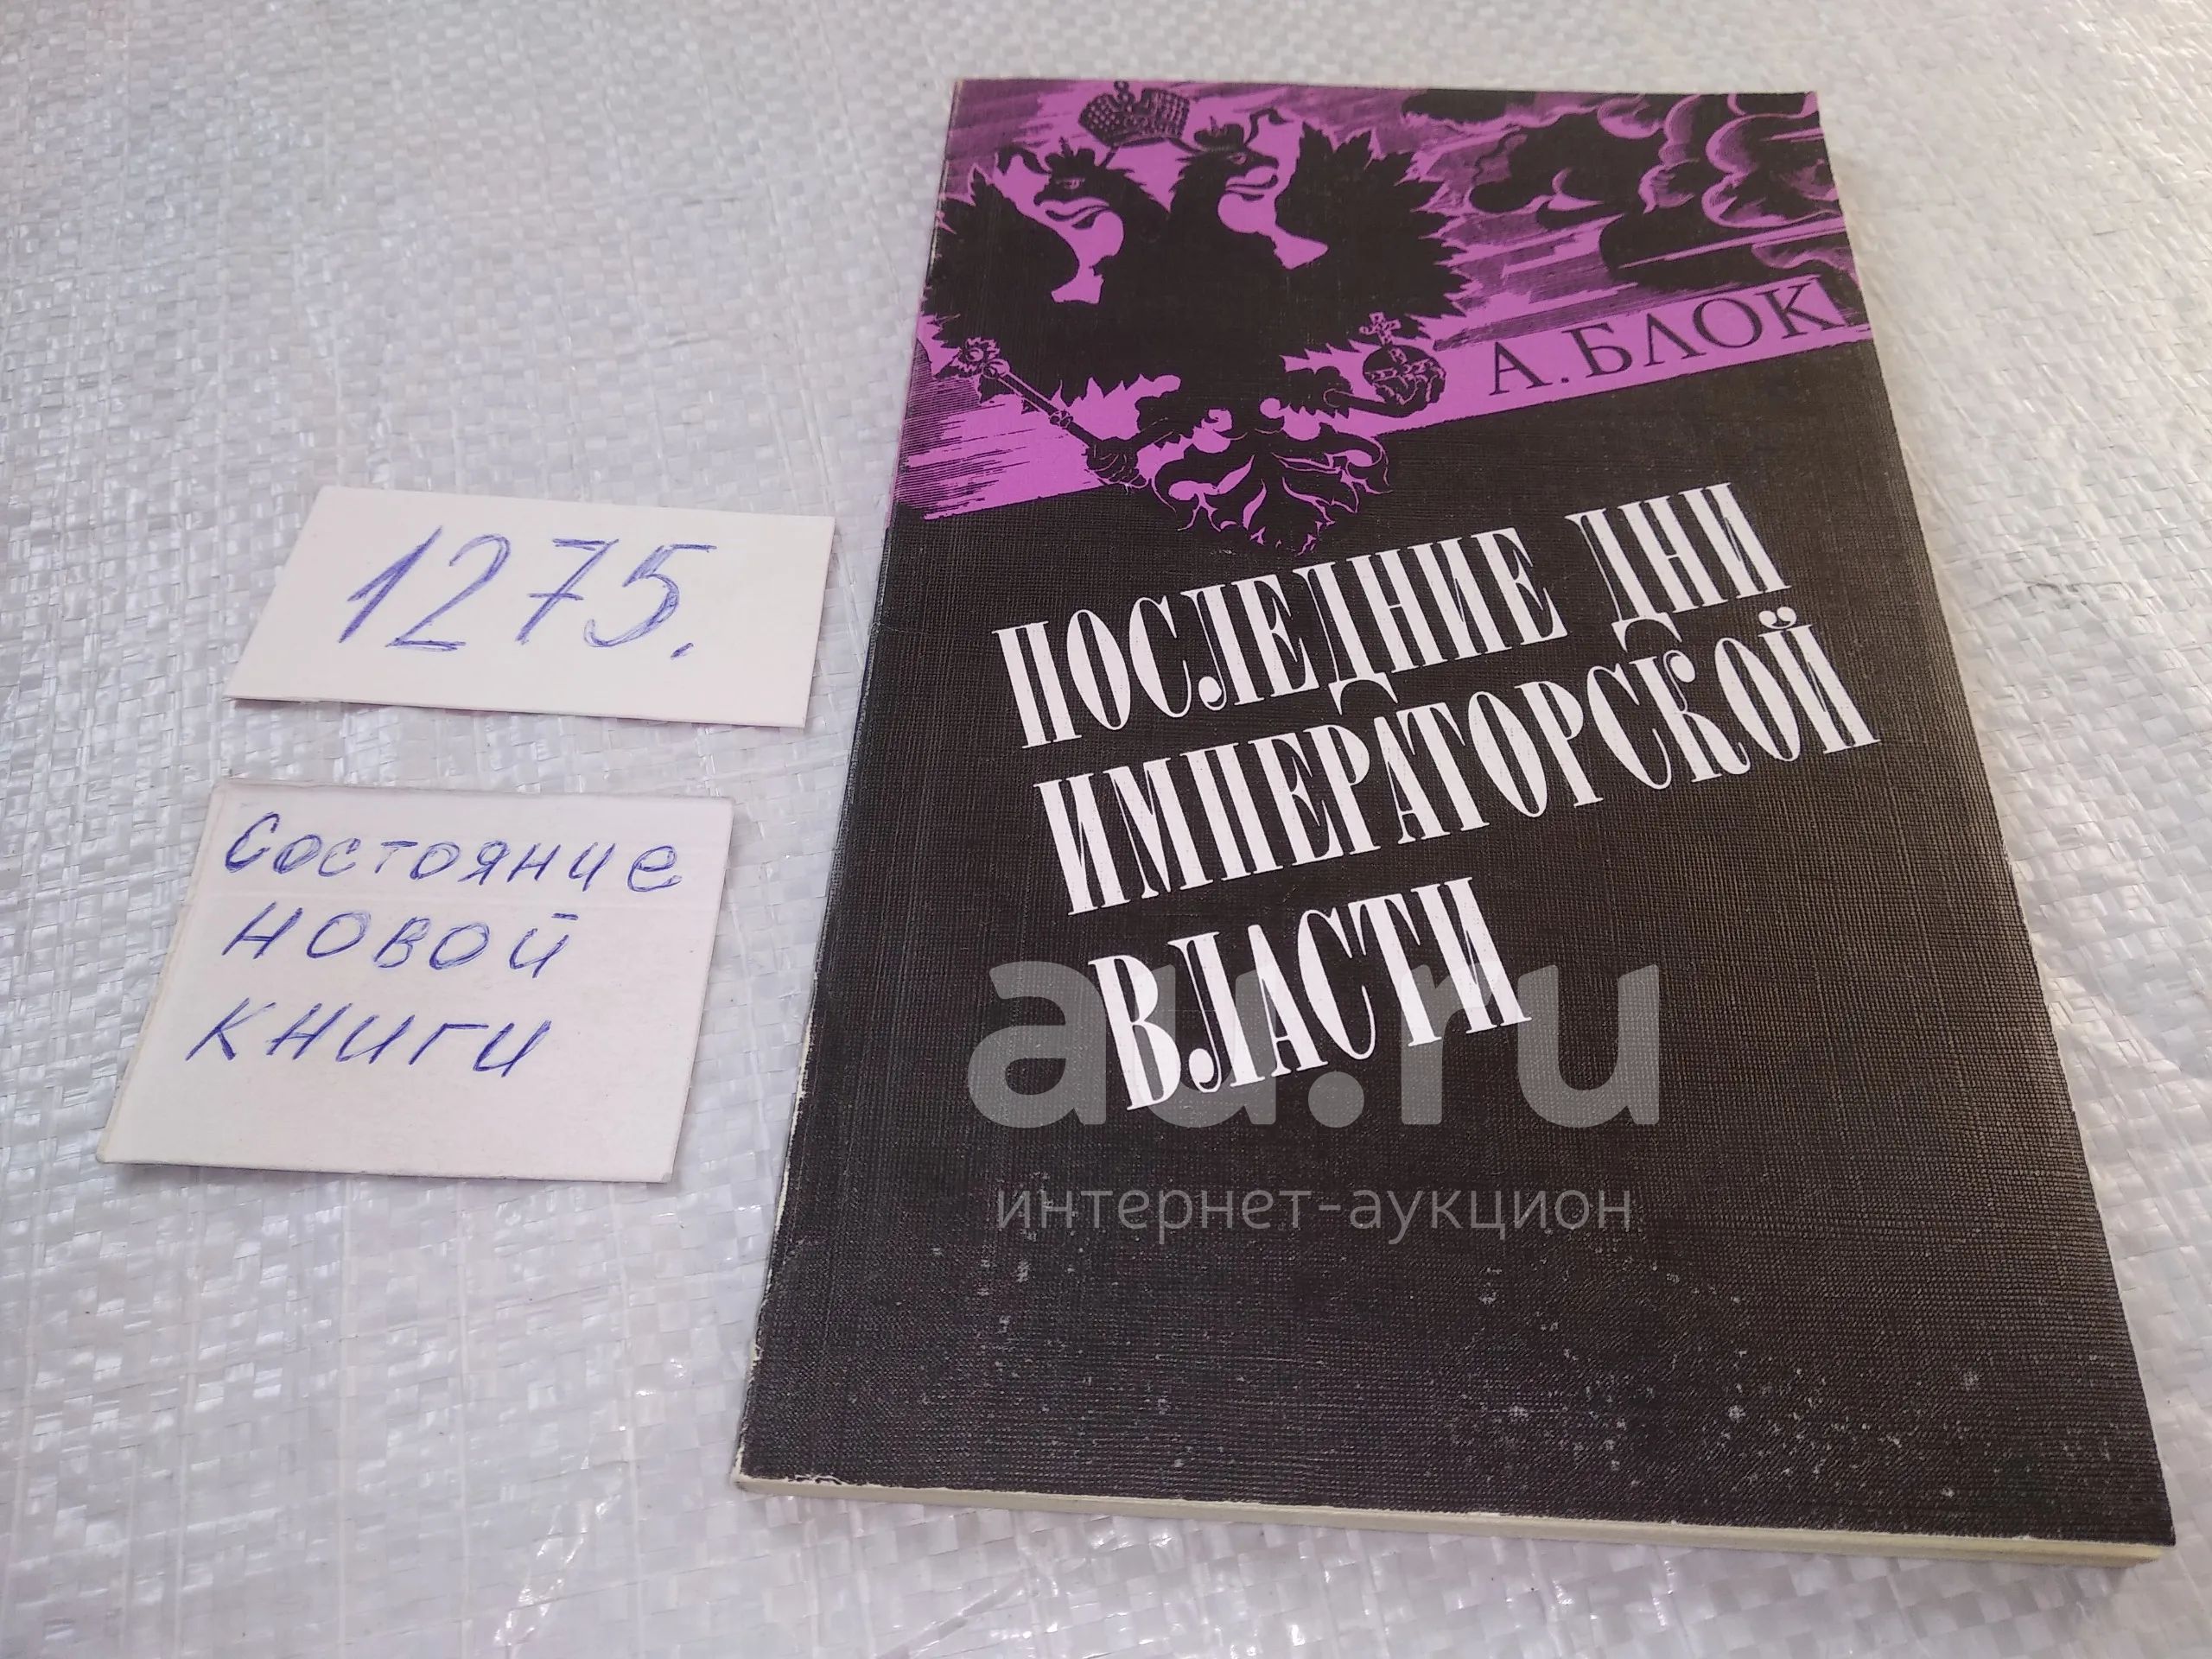 А. БЛОК
ПОСЛЕДНИЕ ДНИ
ИМПЕРАТОРСКОЙ
ВЛАСТИ
1275.
Состояние
новой
книги
au.ru
интернет-аукцион